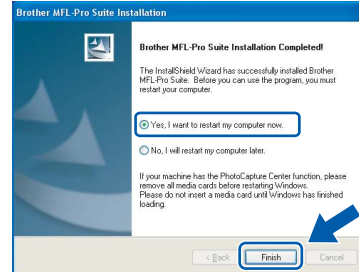 Brother MFL-Pro Suite Installation
Brother MFL-Pro Suite Installation Completed!
The InstallShield Wizard has successfully installed Brother
MFL-Pro Suite. Before you can use the program, you must
restart your computer.
Yes, I want to restart my computer now.
No, I will restart my computer later.
If your machine has the PhotoCapture Center function, please
remove all media cards before restarting Windows.
Please do not insert a media card until Windows has finished
loading.
< Back
Finish
Cancel